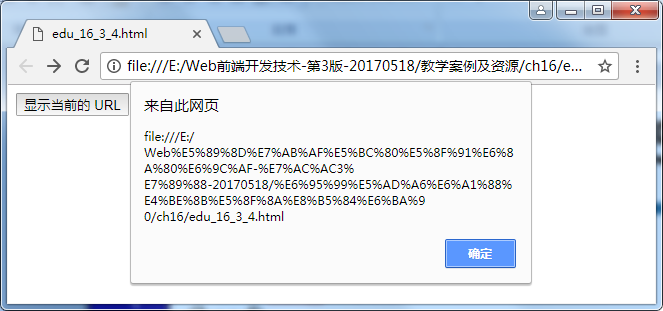 edu_16_3_4.html
file:///E:/Web前端开发技术-第3版-20170518/教学案例及资源/ch16/e...
显示当前的 URL
来自此网页
file:///E:/
Web%E5%89%8D%E7%AB%AF%E5%BC%80%E5%8F%91%E6%8
A%80%E6%9C%AF-%E7%AC%AC3%
E7%89%88-20170518/%E6%95%99%E5%AD%A6%E6%A1%88%
E4%BE%8B%E5%8F%8A%E8%B5%84%E6%BA%9
0/ch16/edu_16_3_4.html
确定